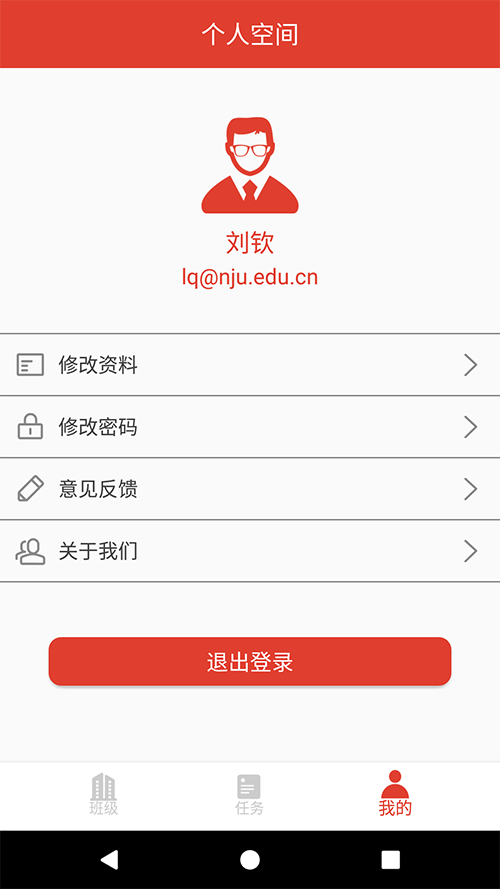 个人空间
刘钦
lq@nju.edu.cn
修改资料
修改密码
意见反馈
关于我们
退出登录
班级
任务
我的